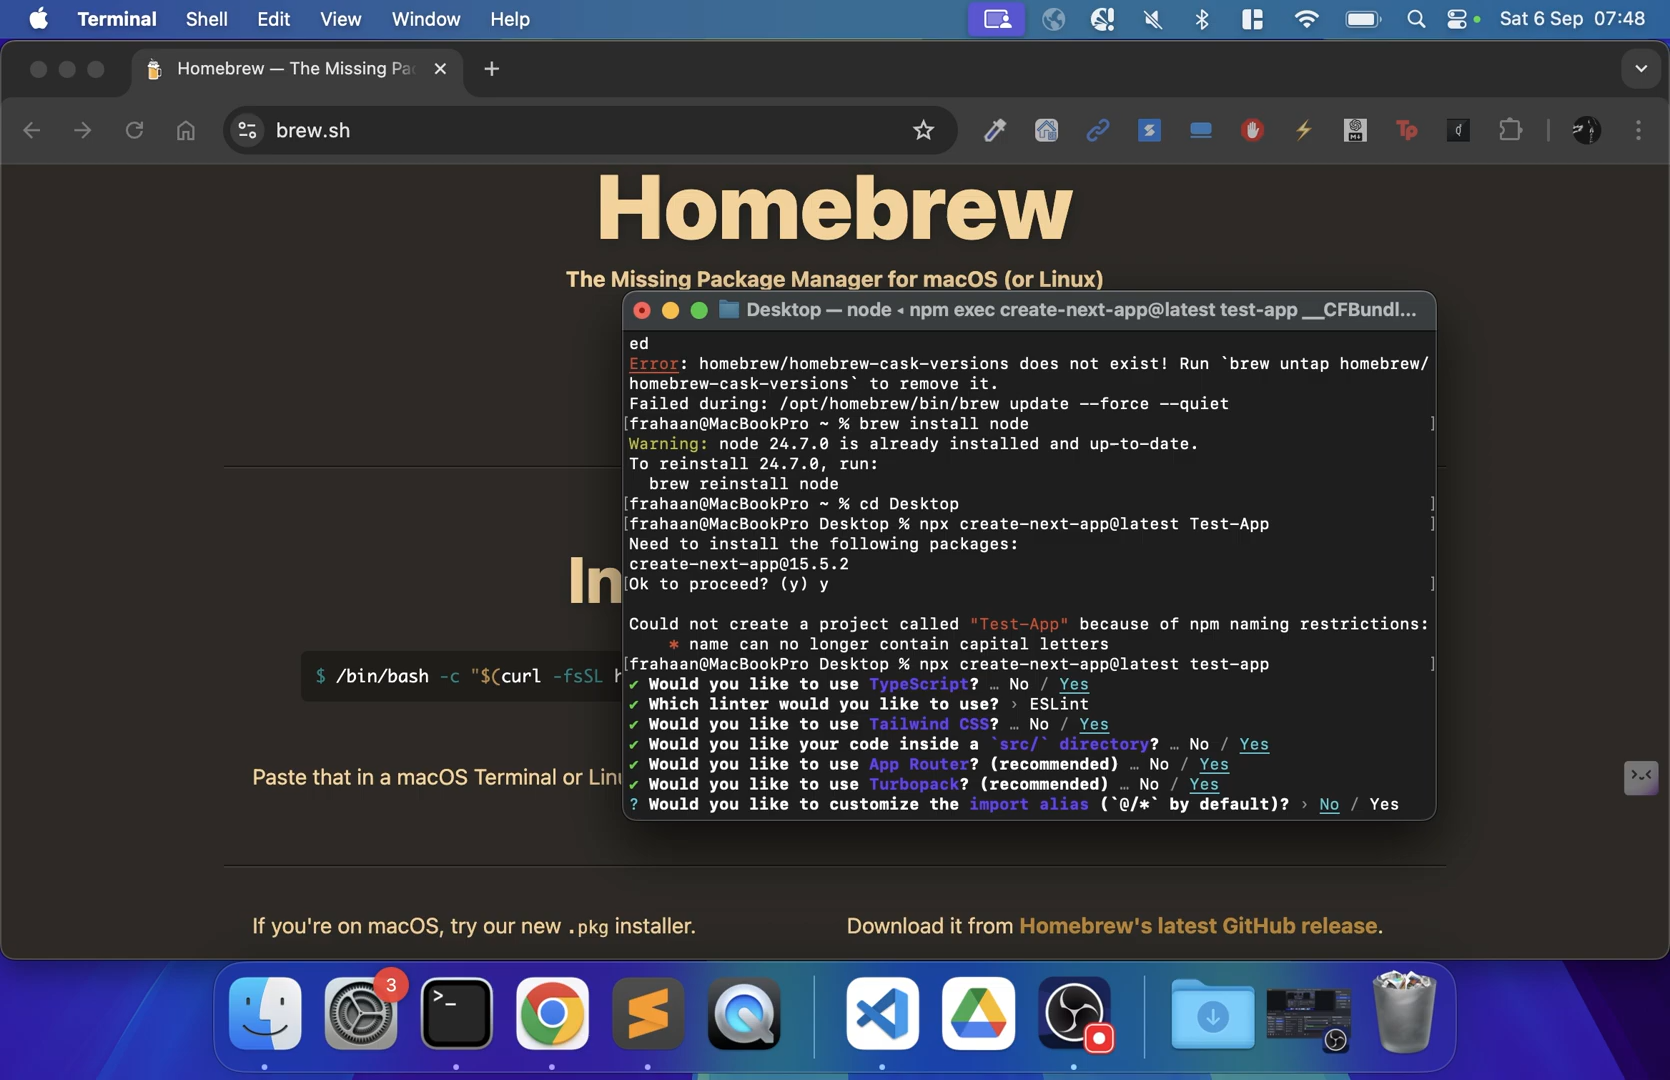 Terminal Shell Edit View Window Help
Sat 6 Sep 07:48
Homebrew — The Missing Pac
brew.sh
Tp
Homebrew
The Missing Package Manager for macOS (or Linux)
Desktop — node ◂ npm exec create-next-app@latest test-app __CFBundl...
ed
Error: homebrew/homebrew-cask-versions does not exist! Run `brew untap homebrew/
homebrew-cask-versions` to remove it.
Failed during: /opt/homebrew/bin/brew update --force --quiet
[frahaan@MacBookPro ~ % brew install node ]
Warning: node 24.7.0 is already installed and up-to-date.
To reinstall 24.7.0, run:
brew reinstall node
[frahaan@MacBookPro ~ % cd Desktop ]
[frahaan@MacBookPro Desktop % npx create-next-app@latest Test-App ]
Need to install the following packages:
create-next-app@15.5.2
[Ok to proceed? (y) y ]
Could not create a project called "Test-App" because of npm naming restrictions:
* name can no longer contain capital letters
[frahaan@MacBookPro Desktop % npx create-next-app@latest test-app ]
✔ Would you like to use TypeScript? … No / Yes
✔ Which linter would you like to use? › ESLint
✔ Would you like to use Tailwind CSS? … No / Yes
✔ Would you like your code inside a `src/` directory? … No / Yes
✔ Would you like to use App Router? (recommended) … No / Yes
✔ Would you like to use Turbopack? (recommended) … No / Yes
? Would you like to customize the import alias (`@/*` by default)? › No / Yes
In
$ /bin/bash -c "$(curl -fsSL h
Paste that in a macOS Terminal or Linu
If you're on macOS, try our new .pkg installer.
Download it from Homebrew's latest GitHub release.
3